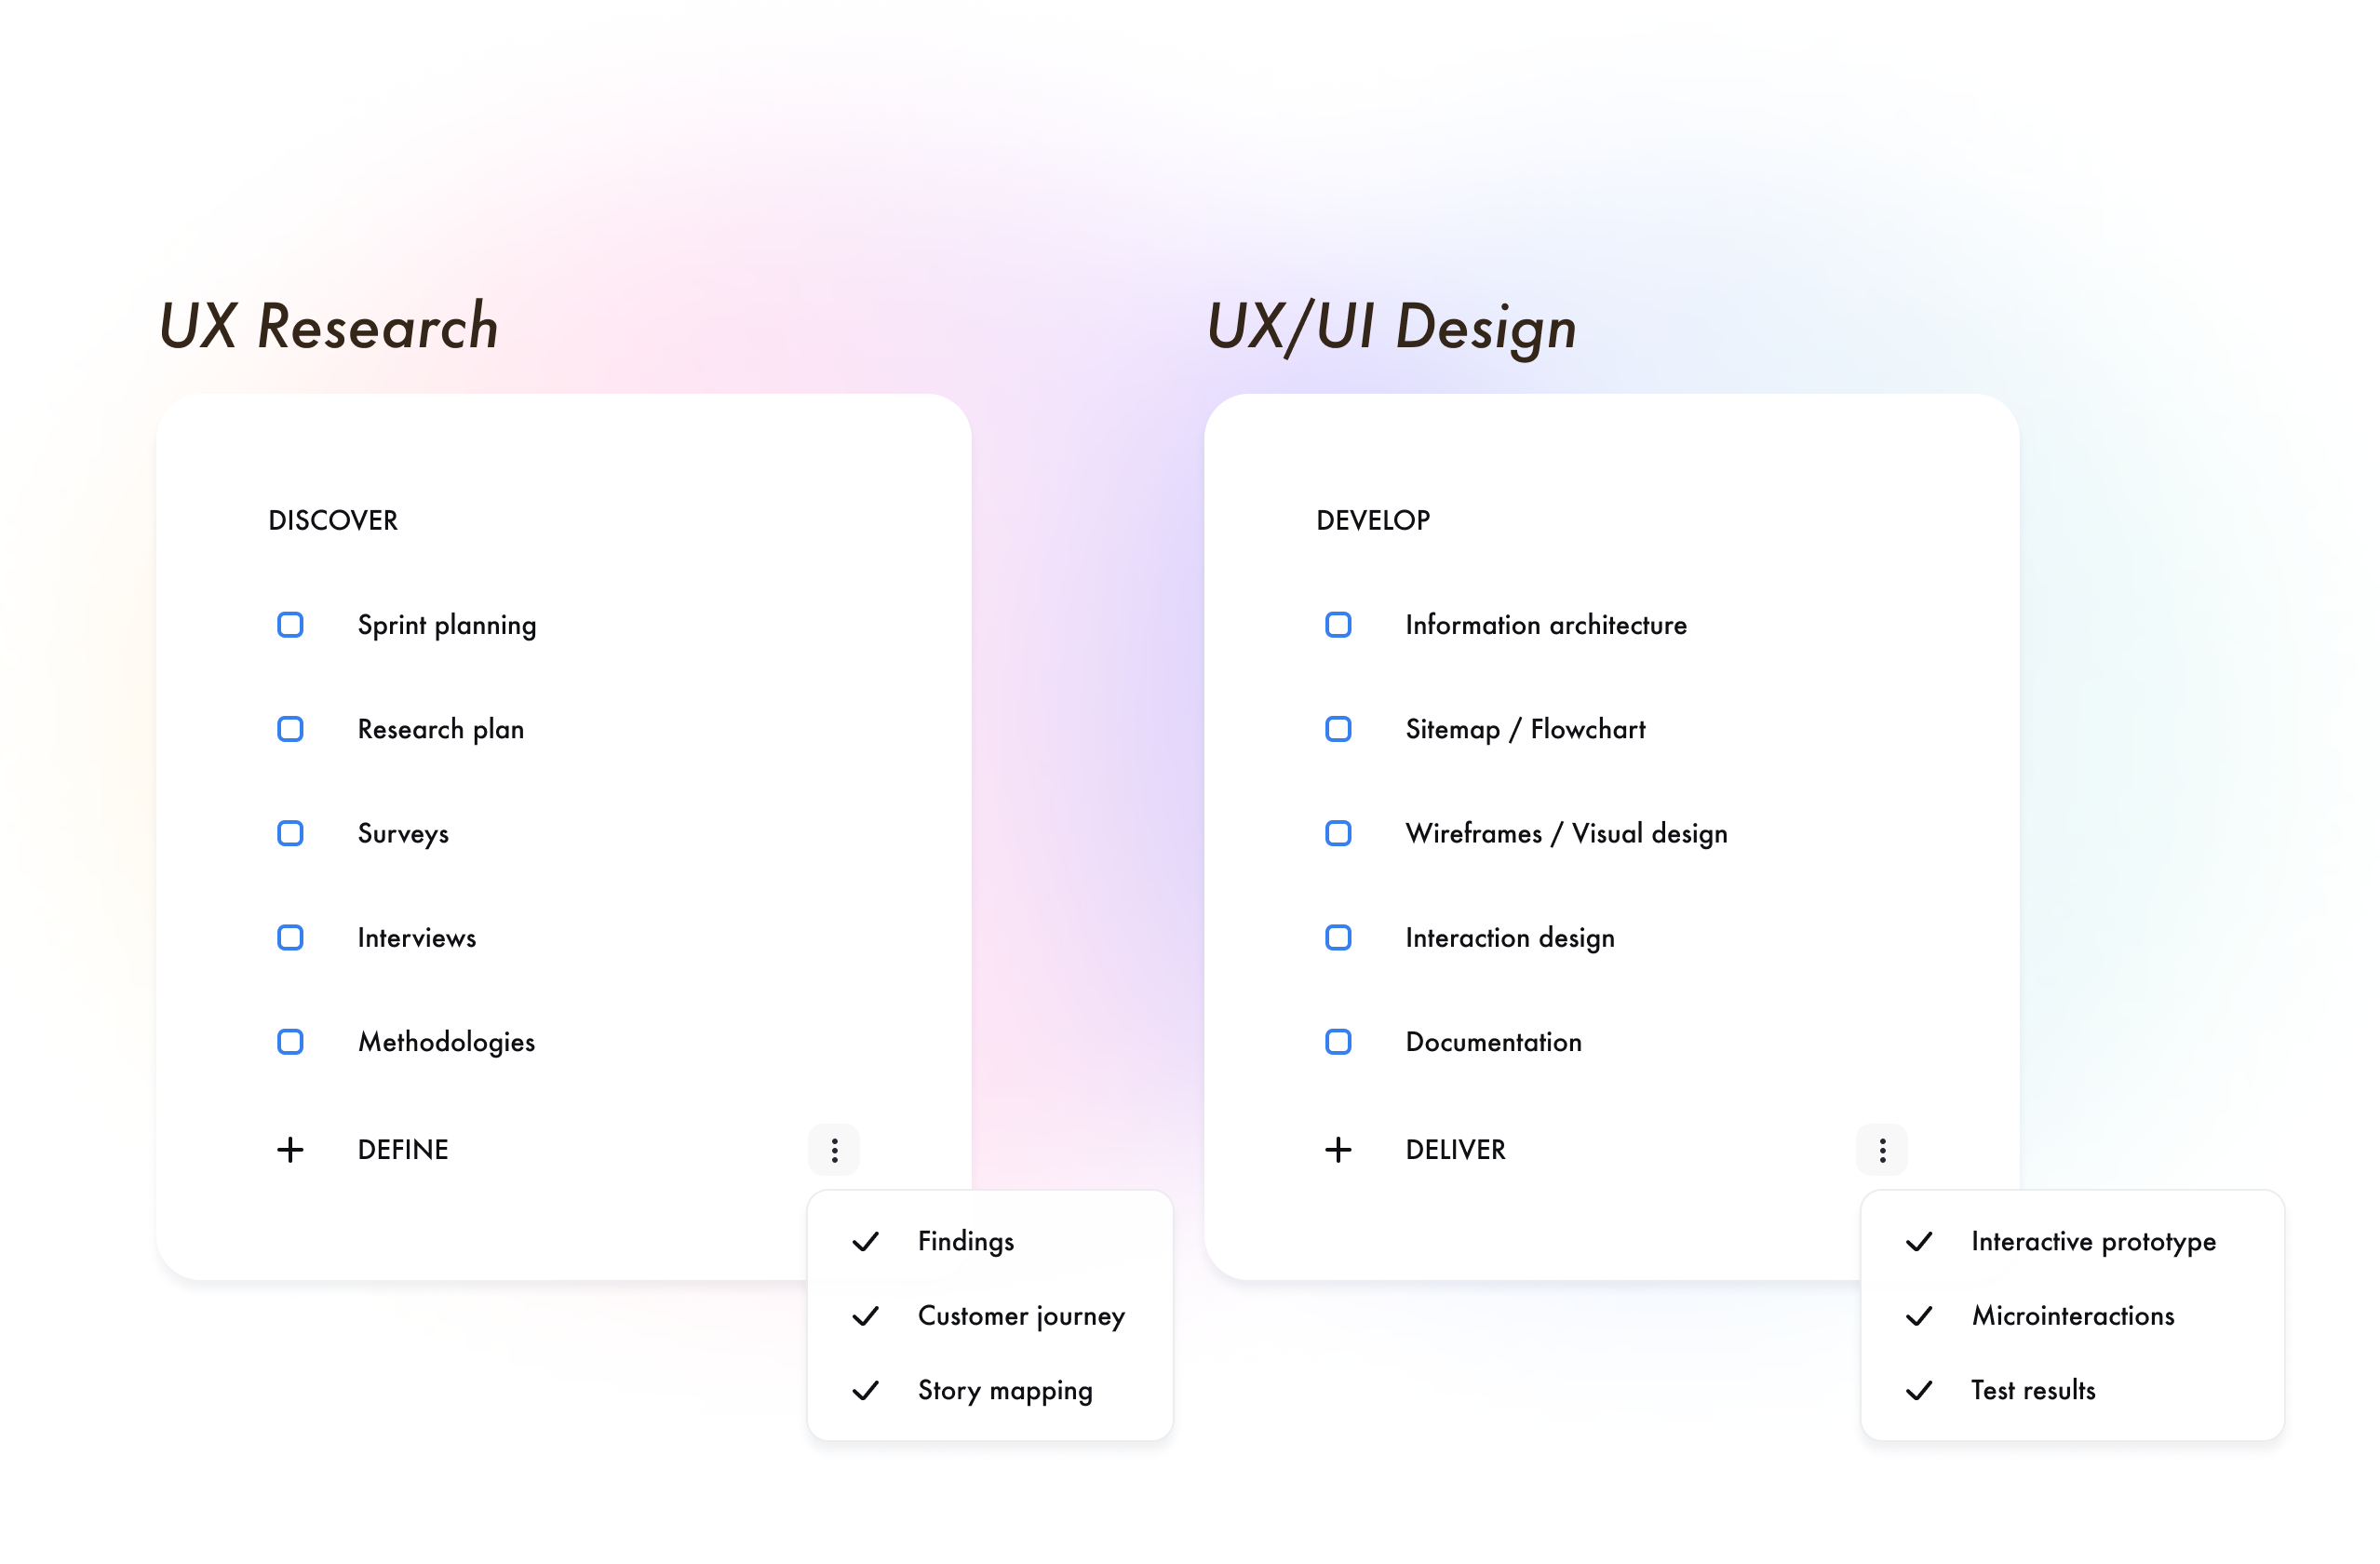 UX Research
DISCOVER
Sprint planning
Research plan
Surveys
Interviews
Methodologies
DEFINE
Findings
Customer journey
Story mapping
UX/UI Design
DEVELOP
Information architecture
Sitemap / Flowchart
Wireframes / Visual design
Interaction design
Documentation
DELIVER
Interactive prototype
Microinteractions
Test results